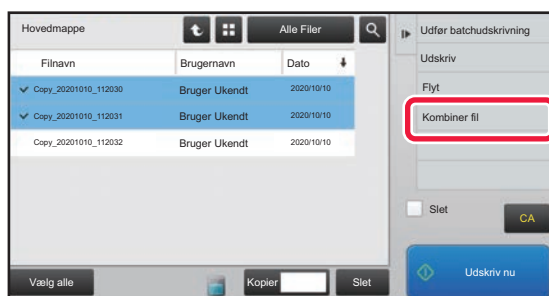 Hovedmappe
Alle Filer
Filnavn Brugernavn Dato
Copy_20201010_112030 Bruger Ukendt 2020/10/10
Copy_20201010_112031 Bruger Ukendt 2020/10/10
Copy_20201010_112032 Bruger Ukendt 2020/10/10
Vælg alle Kopier Slet
Udfør batchudskrivning
Udskriv
Flyt
Kombiner fil
Slet
CA
Udskriv nu